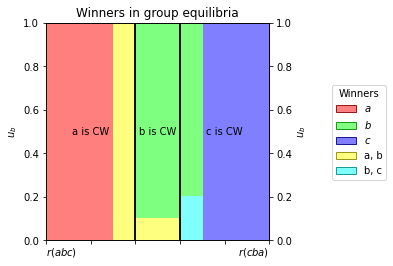 Winners in group equilibria
1.0
0.8
0.6
0.4
0.2
0.0
u_b
a is CW
b is CW
c is CW
1.0
0.8
0.6
0.4
0.2
0.0
u_b
r(abc)
r(cba)
Winners
a
b
c
a, b
b, c